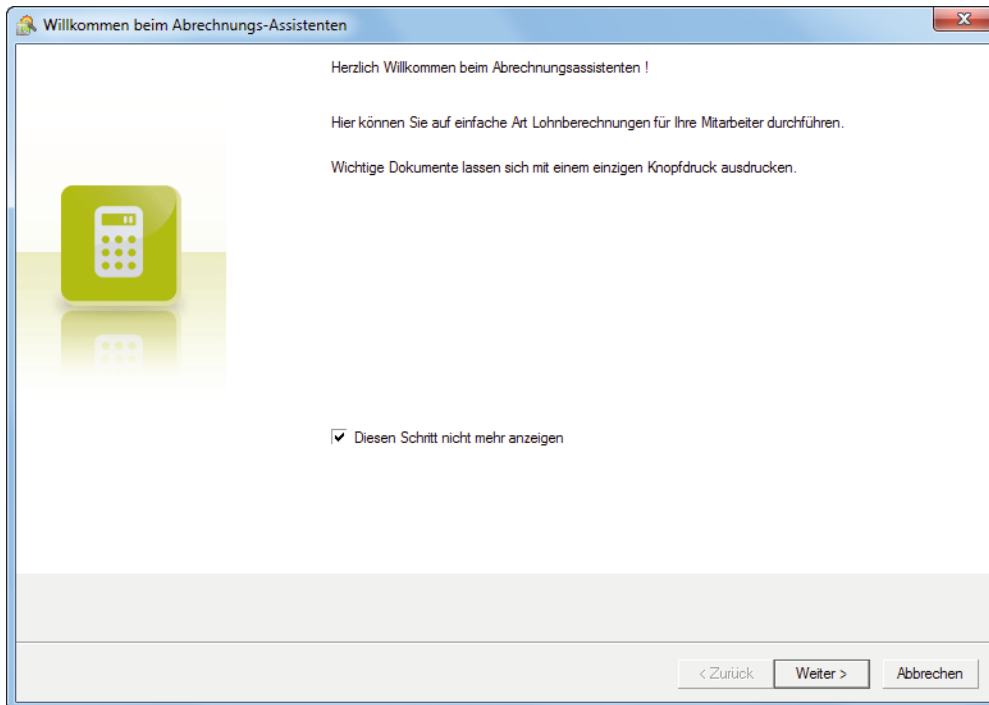 Willkommen beim Abrechnungs-Assistenten
Herzlich Willkommen beim Abrechnungsassistenten !
Hier können Sie auf einfache Art Lohnberechnungen für Ihre Mitarbeiter durchführen.
Wichtige Dokumente lassen sich mit einem einzigen Knopfdruck ausdrucken.
Diesen Schritt nicht mehr anzeigen
< Zurück Weiter > Abbrechen